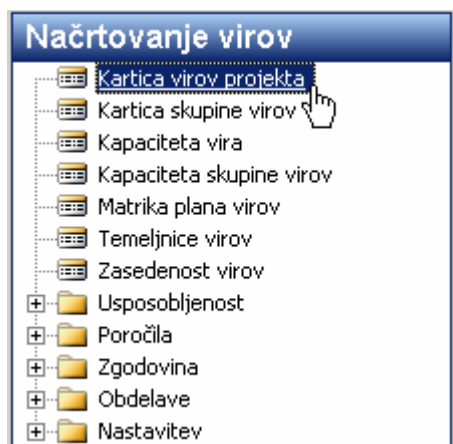 Načrtovanje virov
Kartica virov projekta
Kartica skupine virov
Kapaciteta vira
Kapaciteta skupine virov
Matrika plana virov
Temeljnice virov
Zasedenost virov
Usposobljenost
Poročila
Zgodovina
Obdelave
Nastavitev